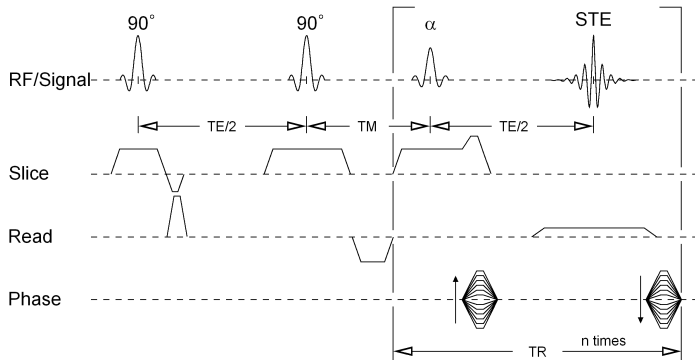 90° 90° α STE
RF/Signal
TE/2 TM TE/2
Slice
Read
Phase
n times
TR